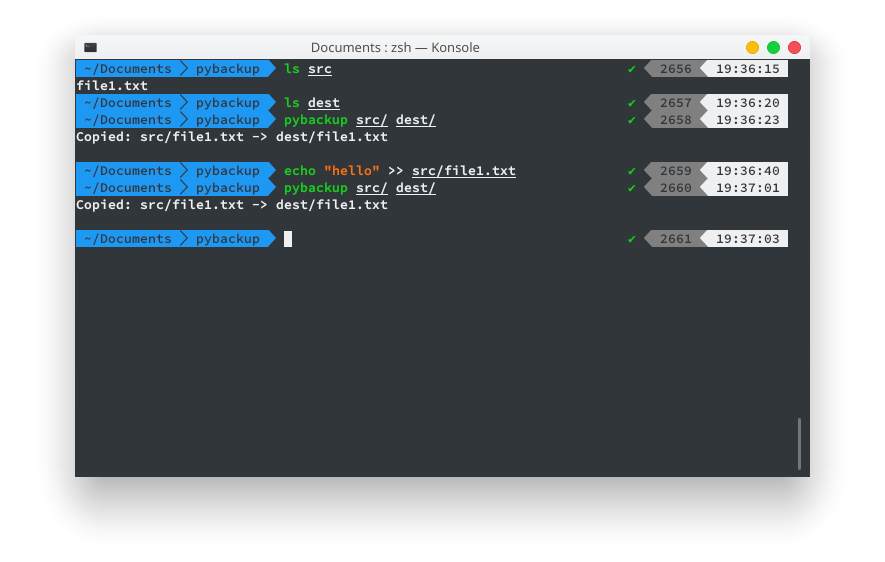 Documents : zsh — Konsole
~/Documents pybackup ls src ✔ 2656 19:36:15
file1.txt
~/Documents pybackup ls dest ✔ 2657 19:36:20
~/Documents pybackup pybackup src/ dest/ ✔ 2658 19:36:23
Copied: src/file1.txt -> dest/file1.txt
~/Documents pybackup echo "hello" >> src/file1.txt ✔ 2659 19:36:40
~/Documents pybackup pybackup src/ dest/ ✔ 2660 19:37:01
Copied: src/file1.txt -> dest/file1.txt
~/Documents pybackup ✔ 2661 19:37:03